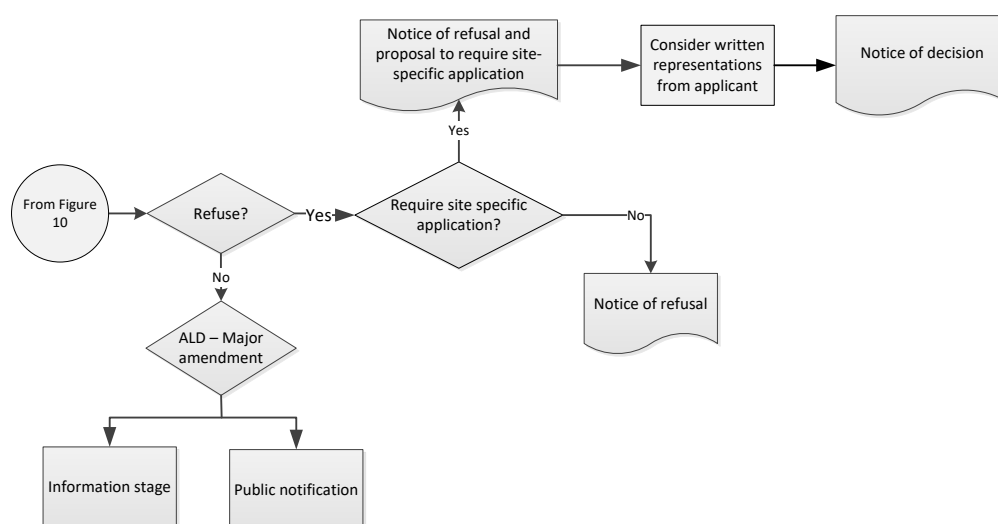 Notice of refusal and
proposal to require site-
specific application
Consider written
representations
from applicant
Notice of decision
Yes
From Figure
10
Refuse?
Yes
Require site specific
application?
No
No
Notice of refusal
ALD – Major
amendment
Information stage
Public notification